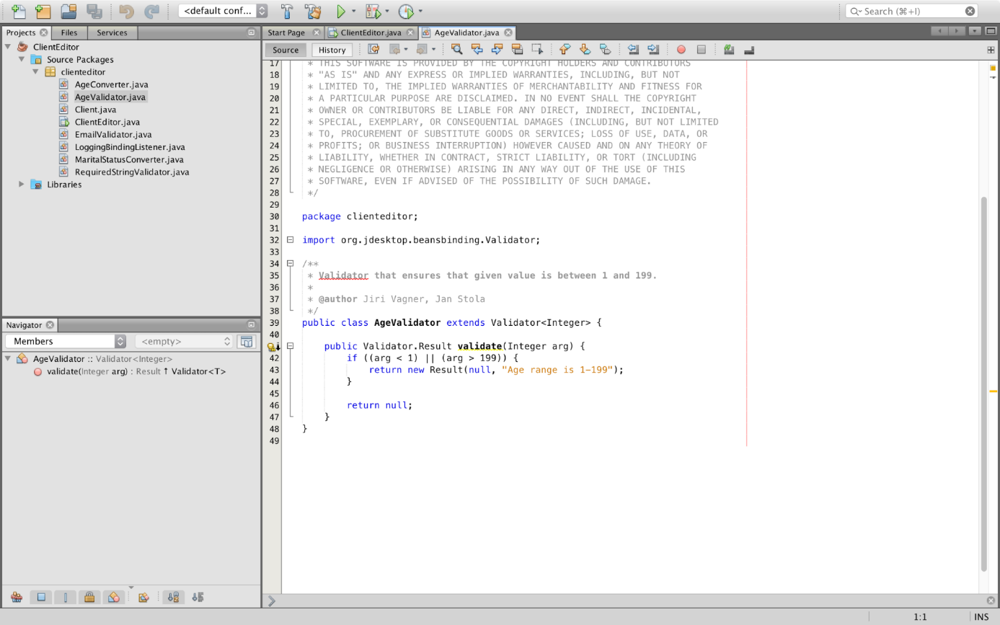 <default conf...
Search (⌘+I)
Projects
Files
Services
ClientEditor
Source Packages
clienteditor
AgeConverter.java
AgeValidator.java
Client.java
ClientEditor.java
EmailValidator.java
LoggingBindingListener.java
MaritalStatusConverter.java
RequiredStringValidator.java
Libraries
Navigator
Members
<empty>
AgeValidator :: Validator<Integer>
validate(Integer arg) : Result ↑ Validator<T>
Start Page
ClientEditor.java
AgeValidator.java
Source
History
17 * THIS SOFTWARE IS PROVIDED BY THE COPYRIGHT HOLDERS AND CONTRIBUTORS
18 * "AS IS" AND ANY EXPRESS OR IMPLIED WARRANTIES, INCLUDING, BUT NOT
19 * LIMITED TO, THE IMPLIED WARRANTIES OF MERCHANTABILITY AND FITNESS FOR
20 * A PARTICULAR PURPOSE ARE DISCLAIMED. IN NO EVENT SHALL THE COPYRIGHT
21 * OWNER OR CONTRIBUTORS BE LIABLE FOR ANY DIRECT, INDIRECT, INCIDENTAL,
22 * SPECIAL, EXEMPLARY, OR CONSEQUENTIAL DAMAGES (INCLUDING, BUT NOT LIMITED
23 * TO, PROCUREMENT OF SUBSTITUTE GOODS OR SERVICES; LOSS OF USE, DATA, OR
24 * PROFITS; OR BUSINESS INTERRUPTION) HOWEVER CAUSED AND ON ANY THEORY OF
25 * LIABILITY, WHETHER IN CONTRACT, STRICT LIABILITY, OR TORT (INCLUDING
26 * NEGLIGENCE OR OTHERWISE) ARISING IN ANY WAY OUT OF THE USE OF THIS
27 * SOFTWARE, EVEN IF ADVISED OF THE POSSIBILITY OF SUCH DAMAGE.
28 */
29
30 package clienteditor;
31
32 import org.jdesktop.beansbinding.Validator;
33
34 /**
35 * Validator that ensures that given value is between 1 and 199.
36 *
37 * @author Jiri Vagner, Jan Stola
38 */
39 public class AgeValidator extends Validator<Integer> {
40
public Validator.Result validate(Integer arg) {
42 if ((arg < 1) || (arg > 199)) {
43 return new Result(null, "Age range is 1-199");
44 }
45
46 return null;
47 }
48 }
49
1:1
INS